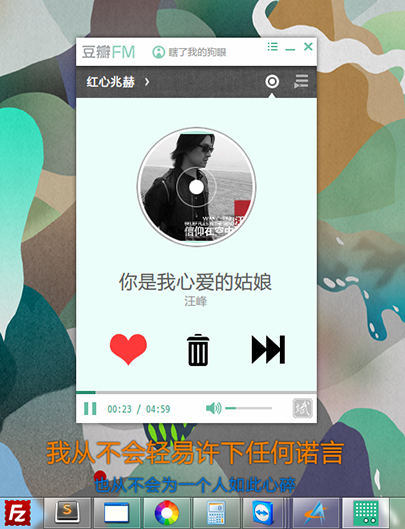 豆瓣FM
瞎了我的狗眼
红心兆赫 ›
信仰在空中
你是我心爱的姑娘
汪峰
00:23 / 04:59
我从不会轻易许下任何诺言
也从不会为一个人如此心碎
Fz
S